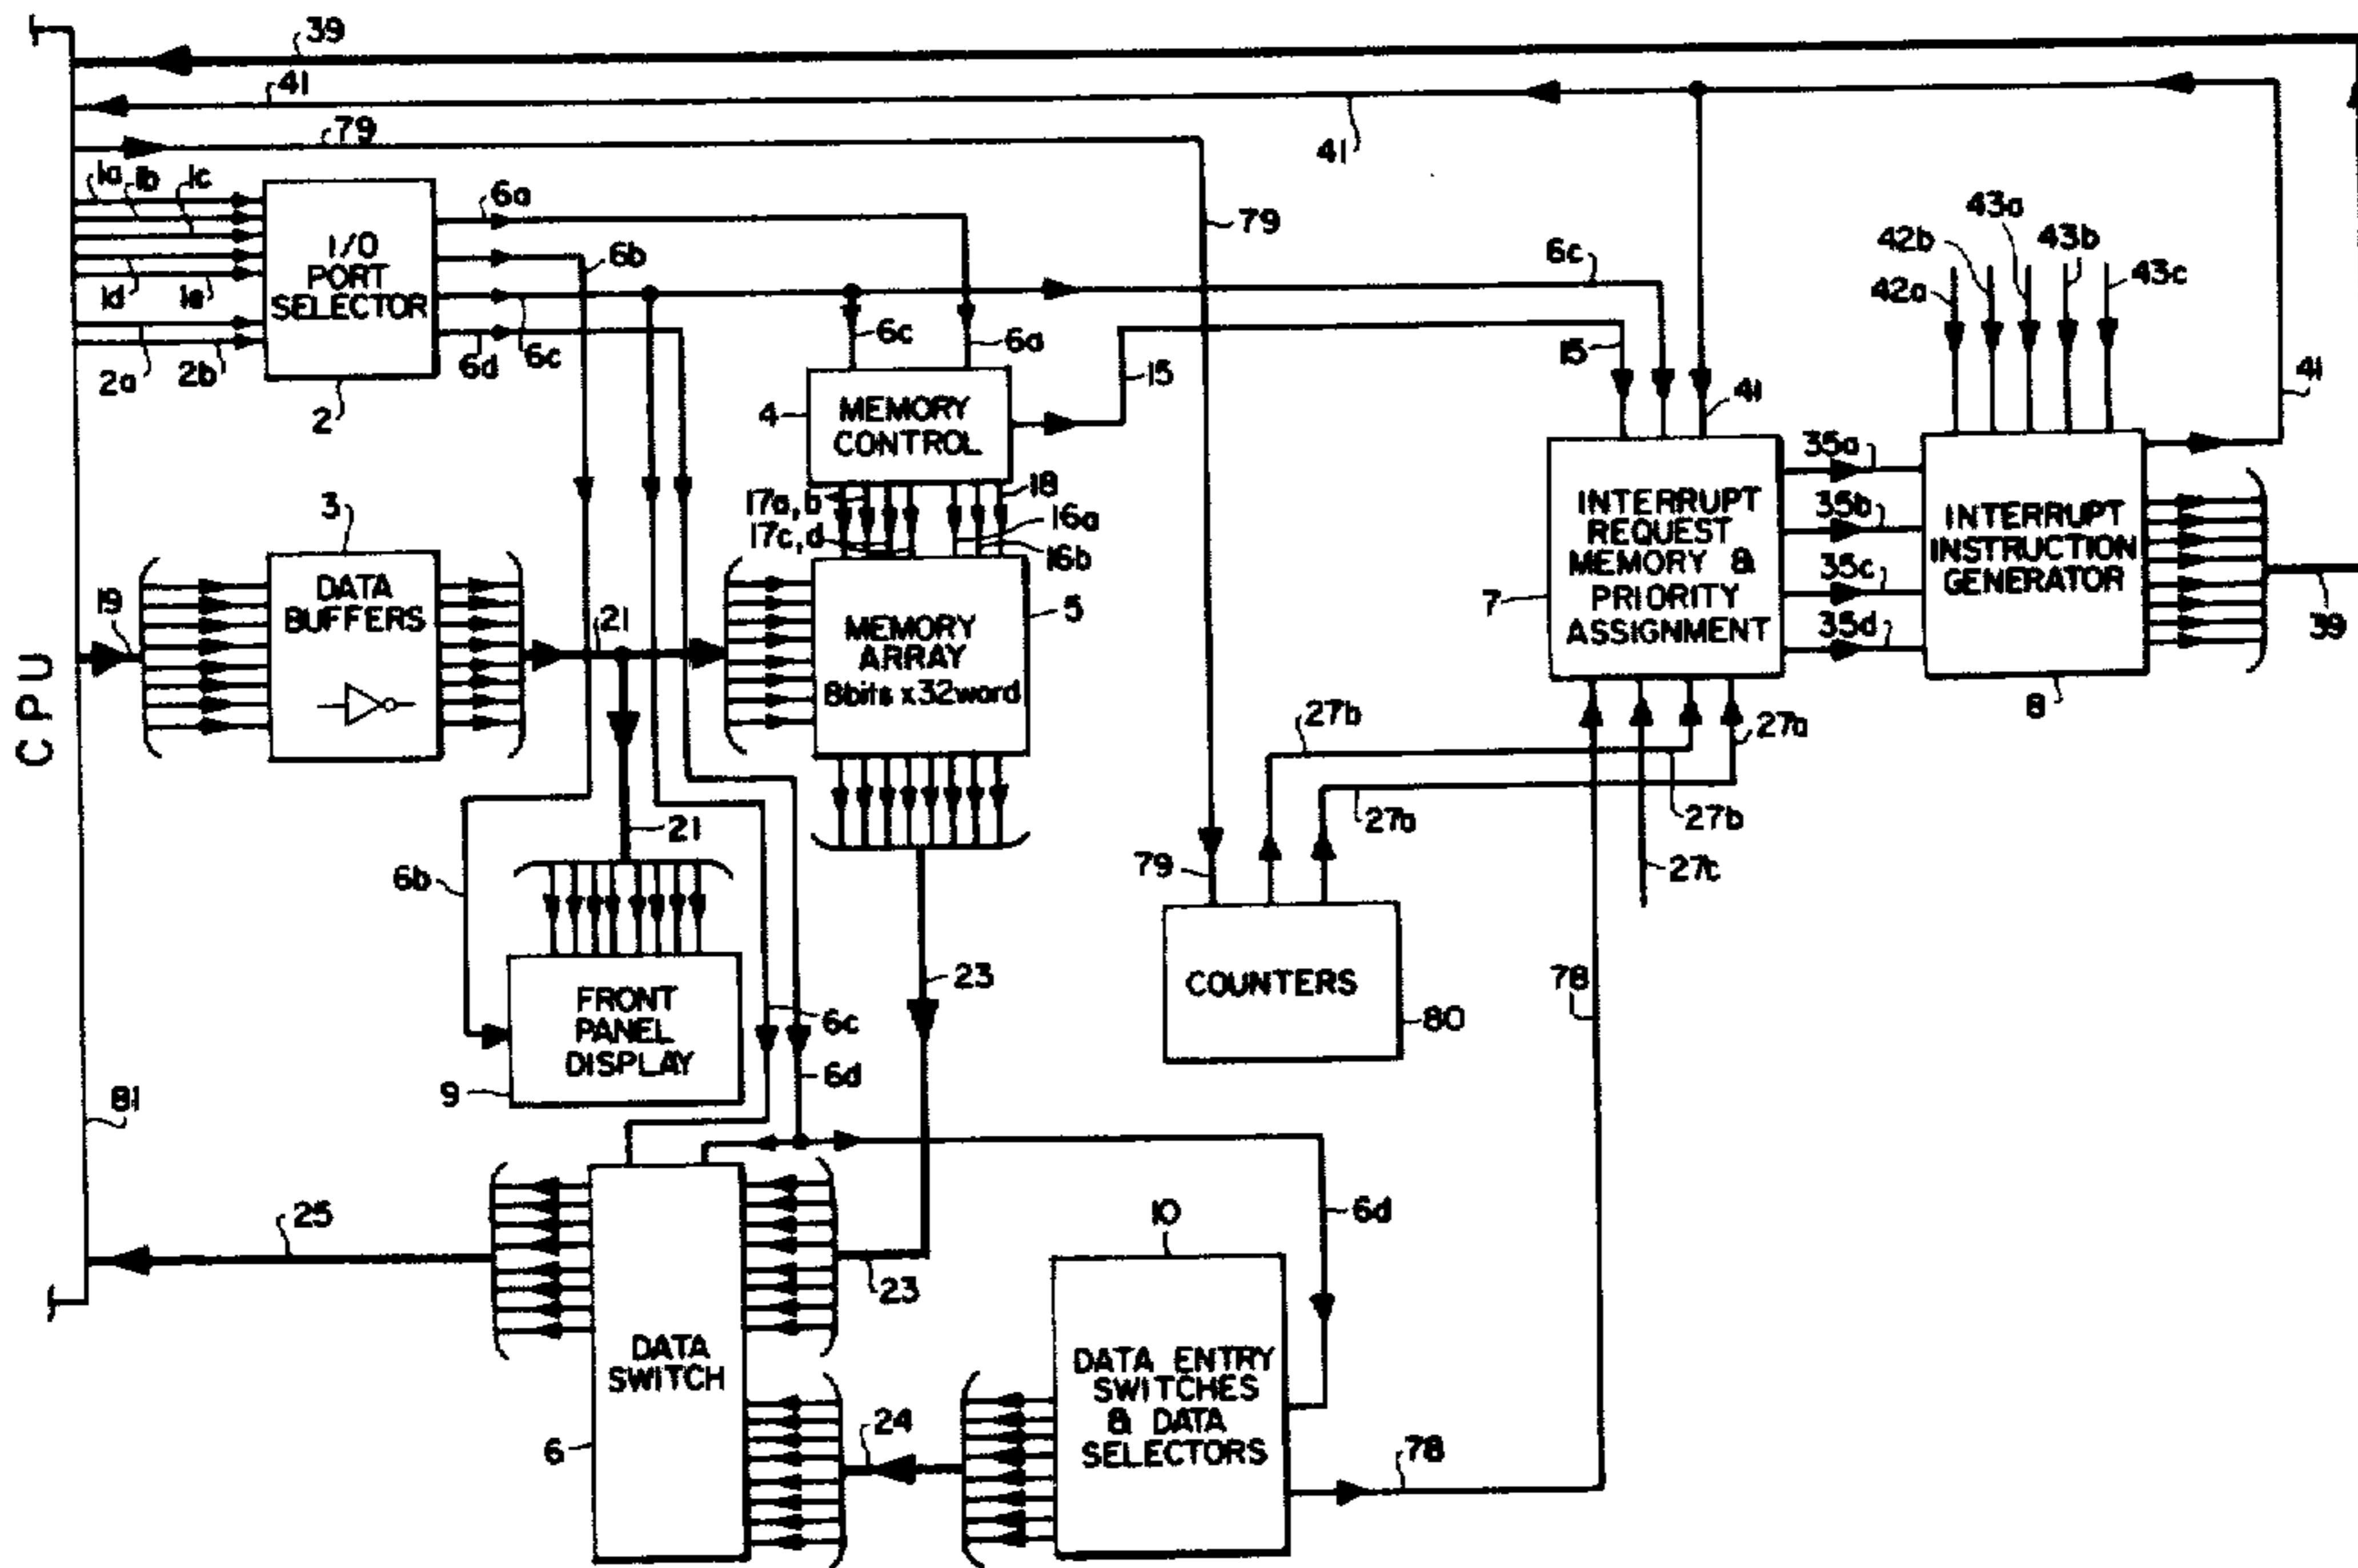 39
41
79
41
1a
1b
1c
6a
79
43a
42b
43b
I/O
PORT
SELECTOR
6b
6c
42a
43c
1d
1e
6c
6a
15
2a
2b
6d
6c
15
41
41
2
4
MEMORY
CONTROL
17a,b
18
35a
3
17c,d
16a
16b
INTERRUPT
REQUEST
MEMORY &
PRIORITY
ASSIGNMENT
35b
INTERRUPT
INSTRUCTION
GENERATOR
19
DATA
BUFFERS
35c
5
7
21
MEMORY
ARRAY
8bits x32word
35d
39
CPU
27b
27a
8
21
27a
27b
79
27c
6b
23
78
FRONT
PANEL
DISPLAY
6c
COUNTERS
80
6d
9
81
25
10
6d
23
DATA
SWITCH
DATA ENTRY
SWITCHES
& DATA
SELECTORS
6
24
78